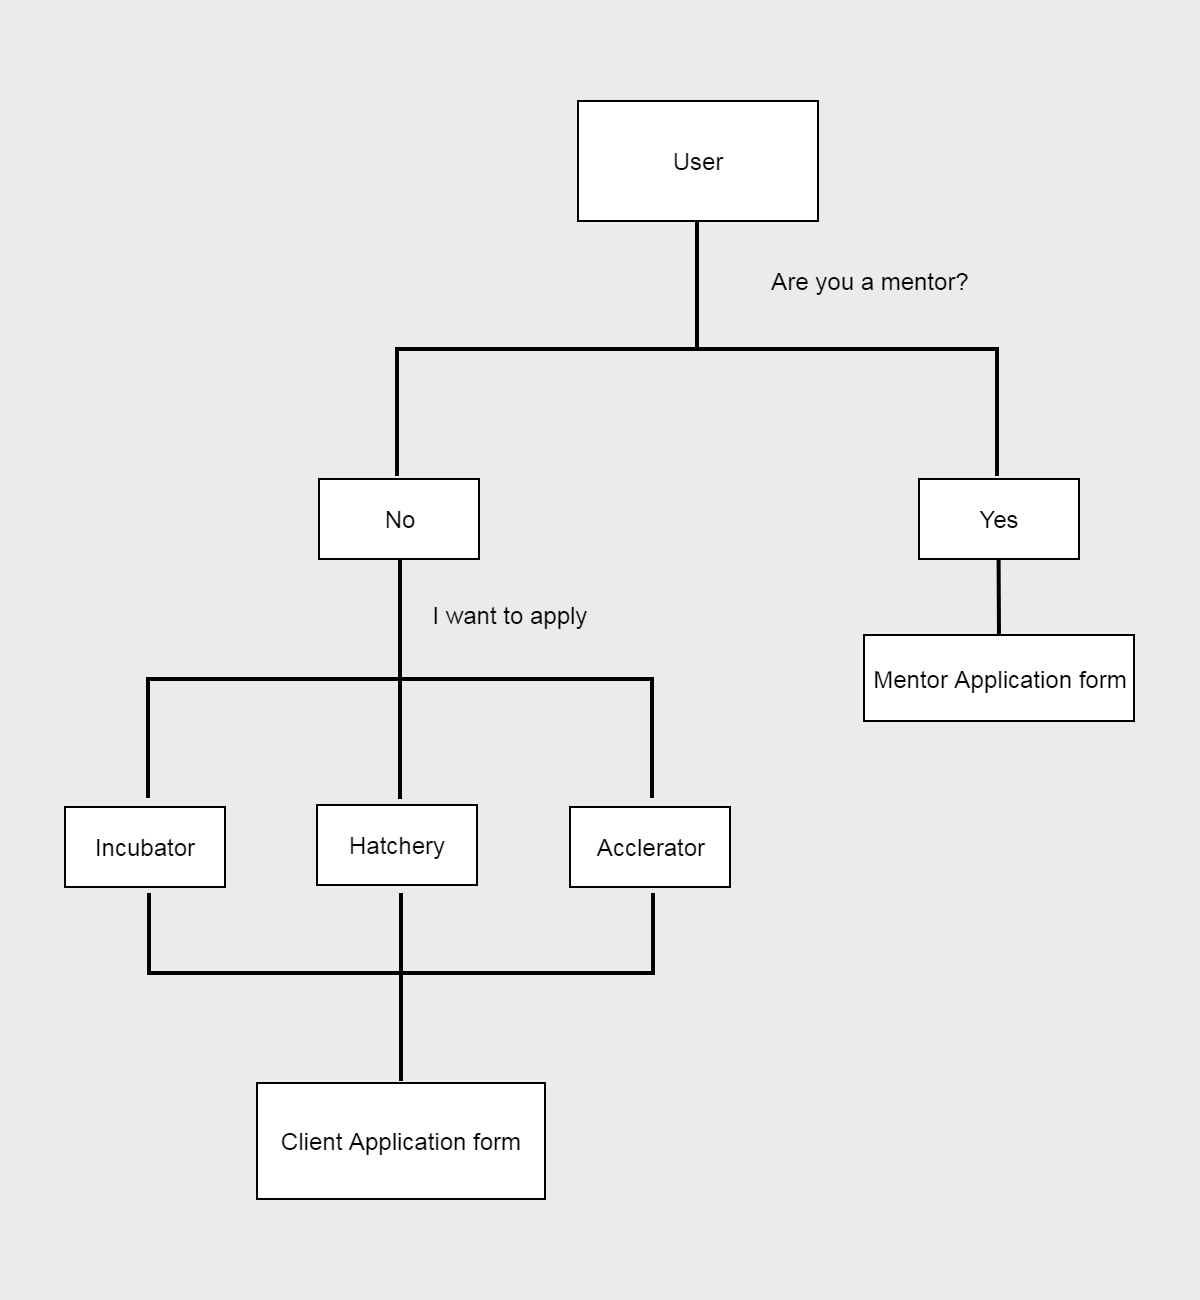 User
Are you a mentor?
No
Yes
I want to apply
Mentor Application form
Incubator
Hatchery
Acclerator
Client Application form